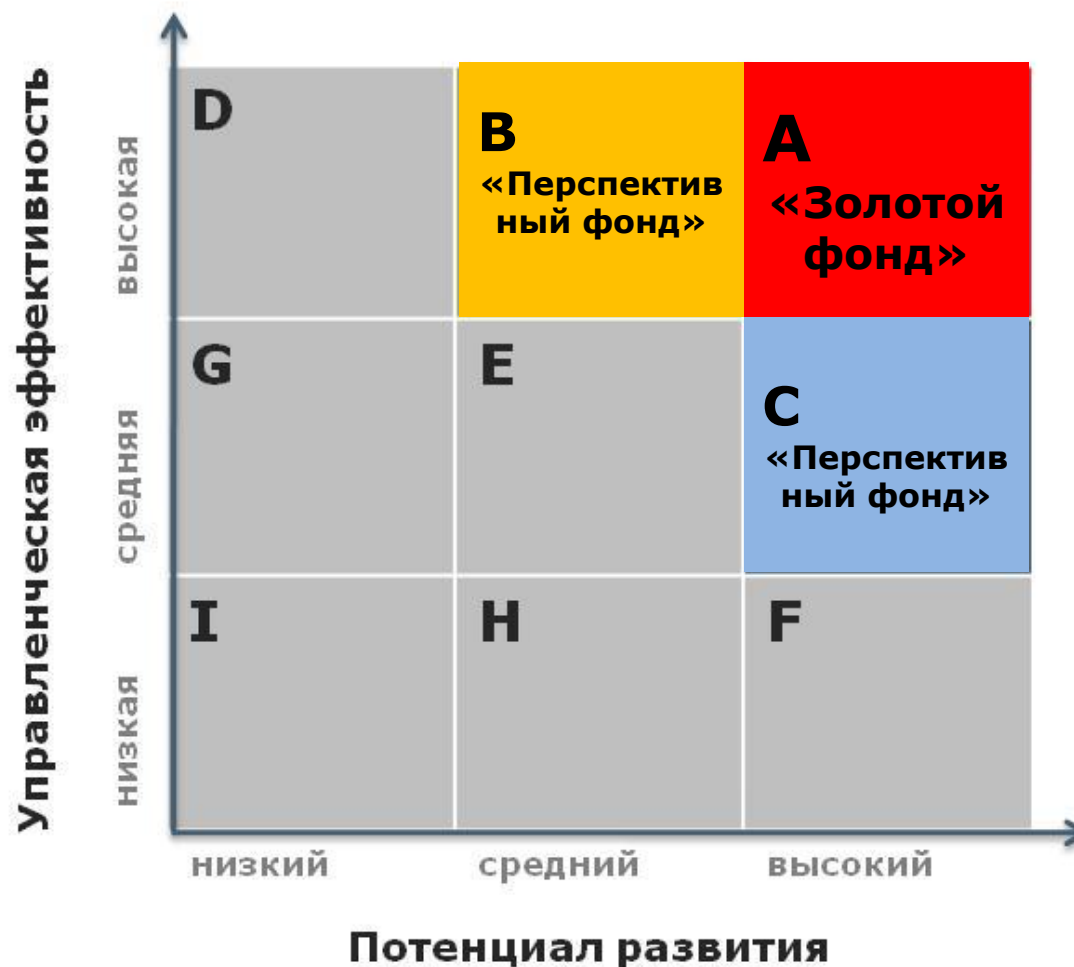 Управленческая эффективность
высокая
средняя
низкая
D
B
«Перспектив
ный фонд»
A
«Золотой
фонд»
G
E
C
«Перспектив
ный фонд»
I
H
F
низкий
средний
высокий
Потенциал развития